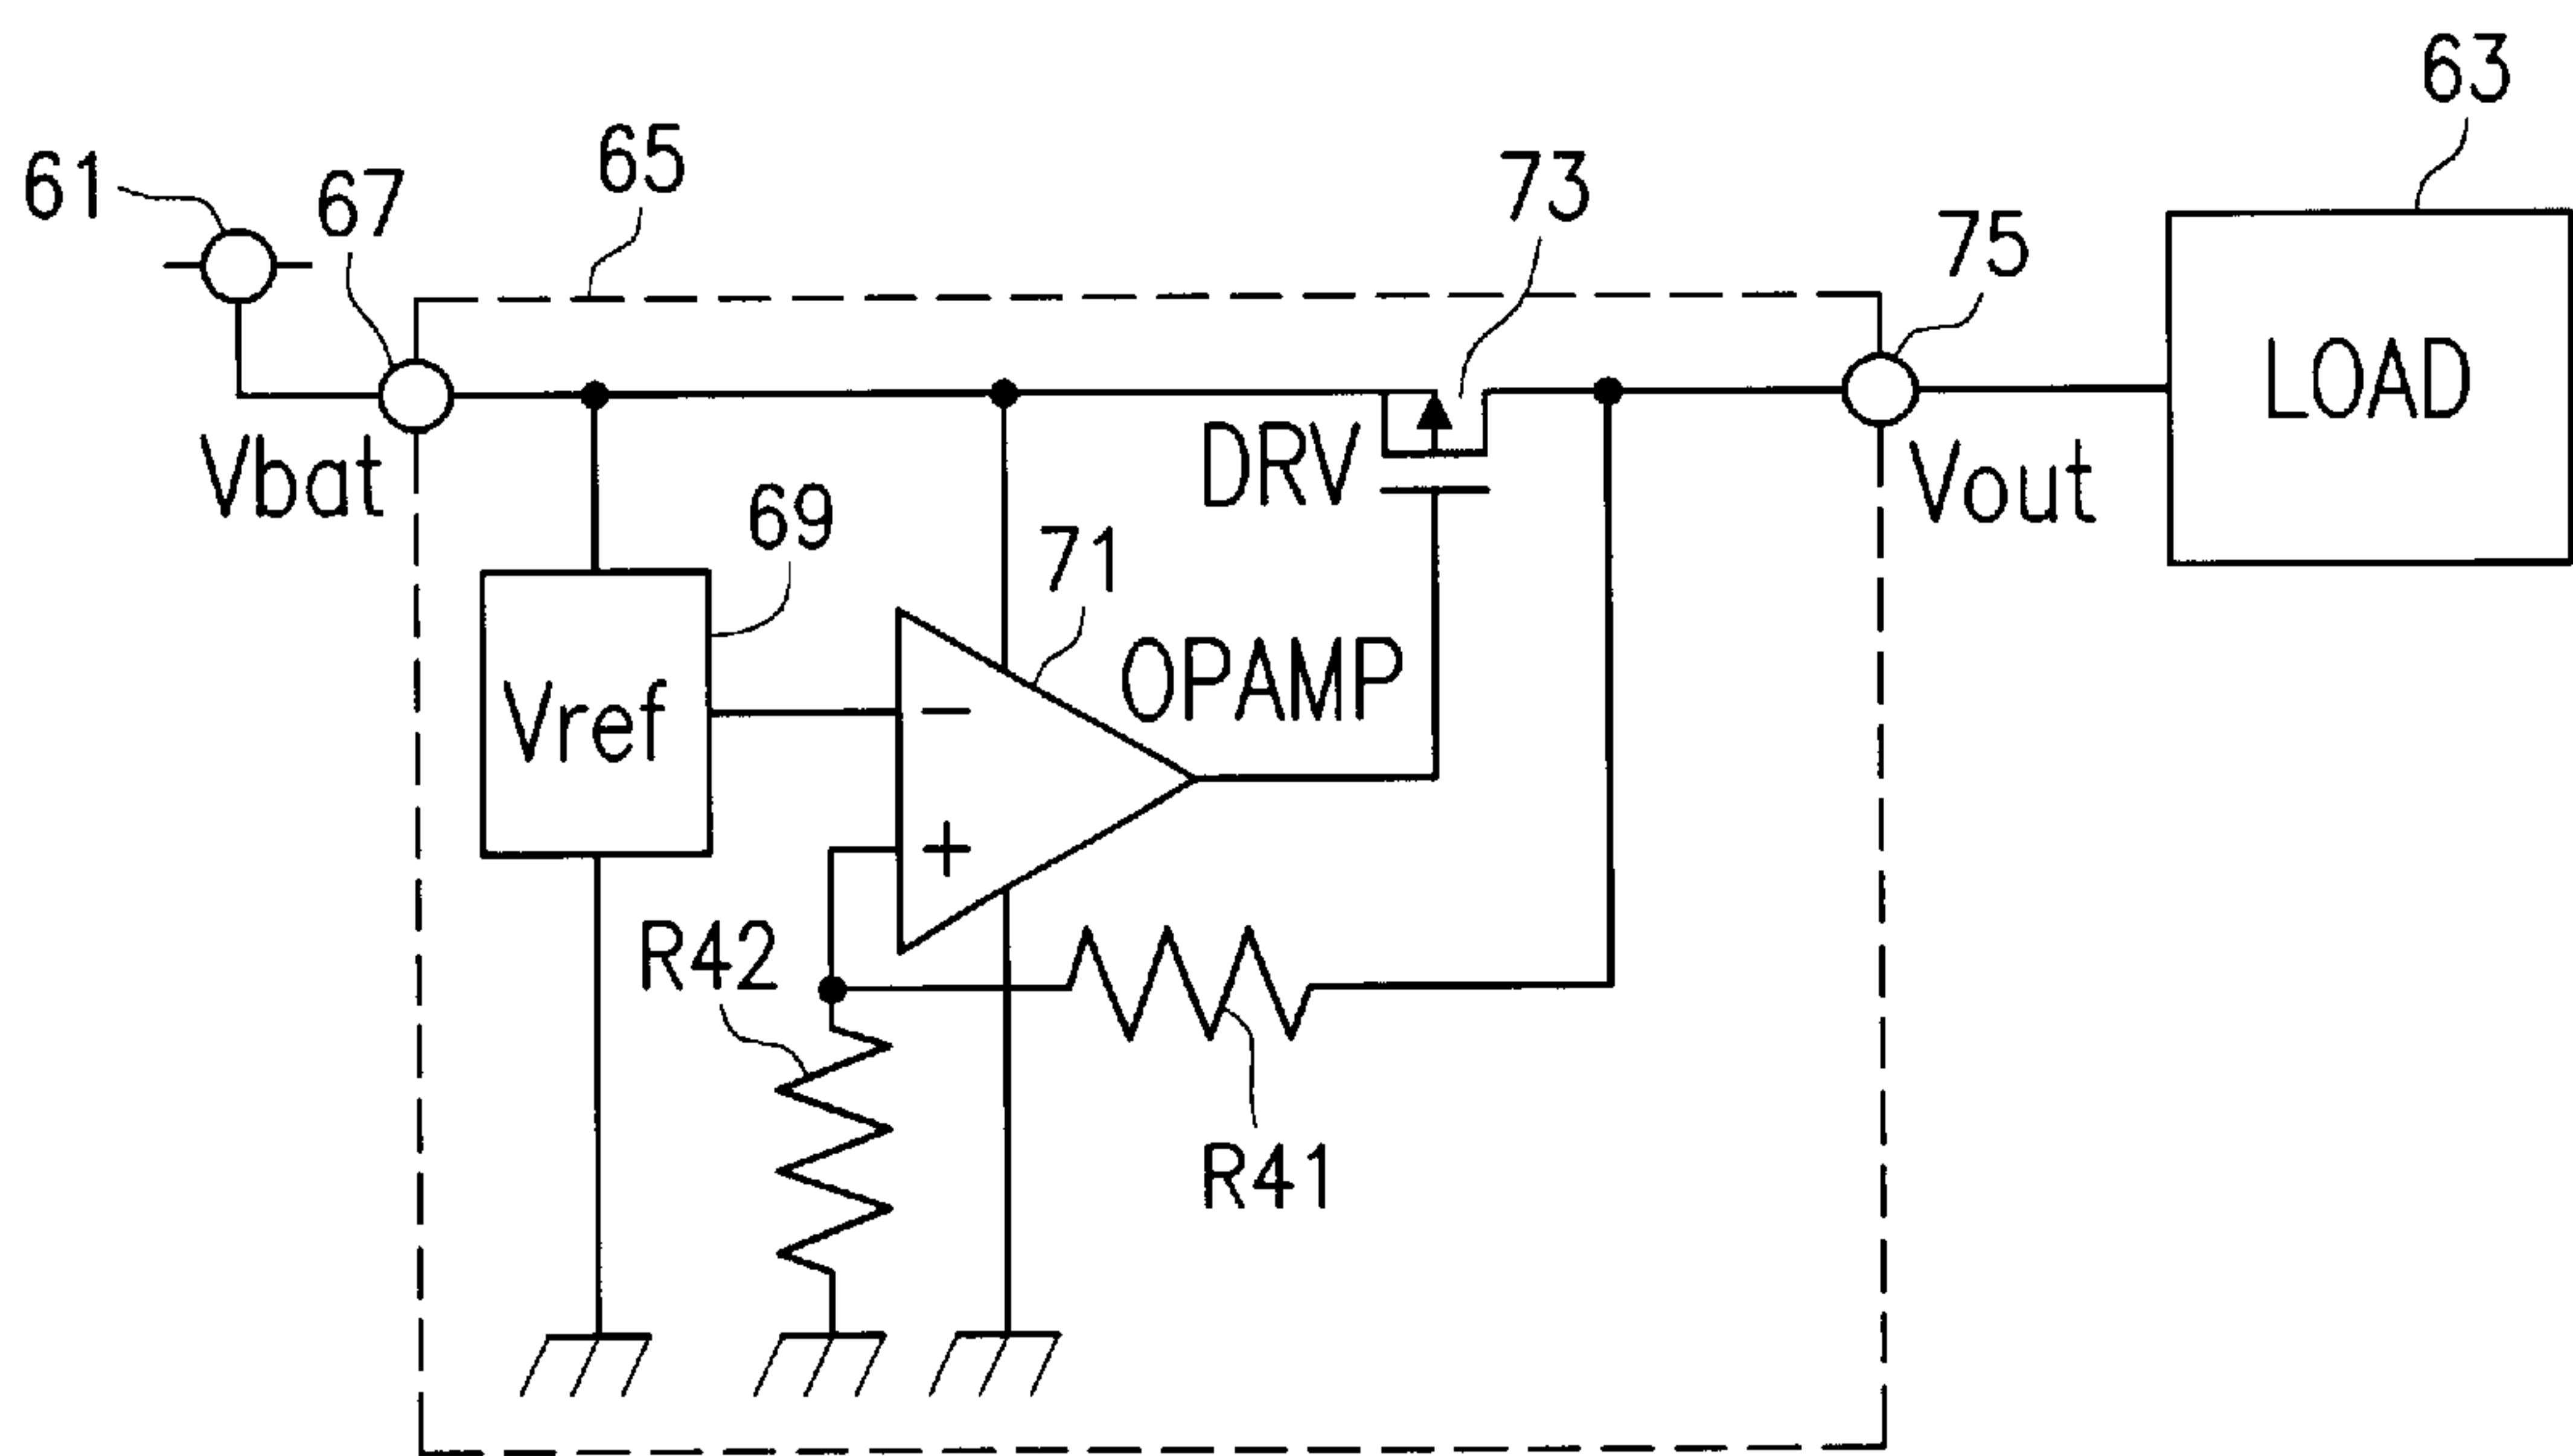 63
65
61
67
73
75
LOAD
DRV
Vbat
Vout
69
71
OPAMP
Vref
−
+
R42
R41